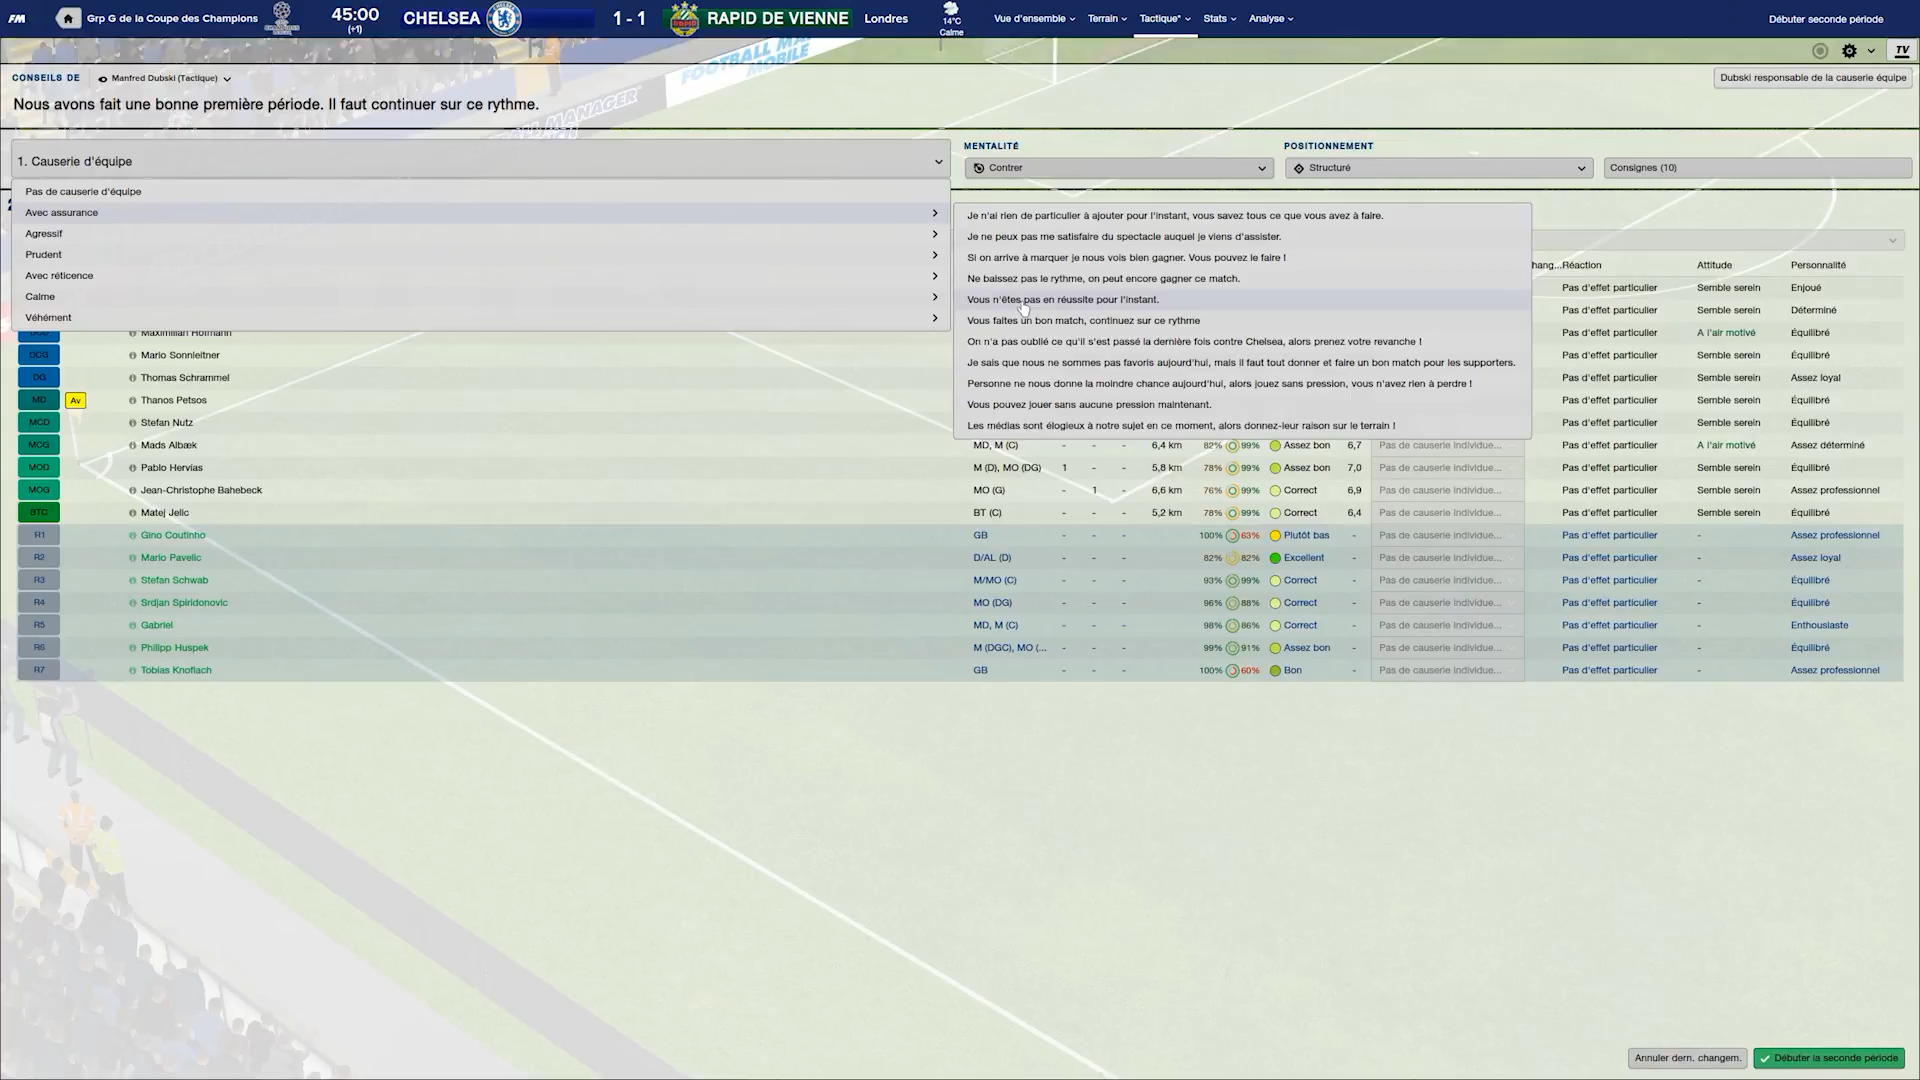 FM Grp G de la Coupe des Champions 45:00 (+1) CHELSEA 1 - 1 RAPID DE VIENNE Londres 14°C Calme Vue d'ensemble Terrain Tactique* Stats Analyse Débuter seconde période
TV
CONSEILS DE Manfred Dubski (Tactique) Dubski responsable de la causerie équipe
Nous avons fait une bonne première période. Il faut continuer sur ce rythme.
FOOTBALL MA
MOBILE
MANAGER
MENTALITÉ POSITIONNEMENT
1. Causerie d'équipe Contrer Structuré Consignes (10)
Pas de causerie d'équipe
Avec assurance
Agressif
Prudent
Avec réticence
Calme
Véhément
Je n'ai rien de particulier à ajouter pour l'instant, vous savez tous ce que vous avez à faire.
Je ne peux pas me satisfaire du spectacle auquel je viens d'assister.
Si on arrive à marquer je nous vois bien gagner. Vous pouvez le faire !
Ne baissez pas le rythme, on peut encore gagner ce match.
Vous n'êtes pas en réussite pour l'instant.
Vous faites un bon match, continuez sur ce rythme
On n'a pas oublié ce qu'il s'est passé la dernière fois contre Chelsea, alors prenez votre revanche !
Je sais que nous ne sommes pas favoris aujourd'hui, mais il faut tout donner et faire un bon match pour les supporters.
Personne ne nous donne la moindre chance aujourd'hui, alors jouez sans pression, vous n'avez rien à perdre !
Vous pouvez jouer sans aucune pression maintenant.
Les médias sont élogieux à notre sujet en ce moment, alors donnez-leur raison sur le terrain !
hang... Réaction Attitude Personnalité
Pas d'effet particulier Semble serein Enjoué
Pas d'effet particulier Semble serein Déterminé
Maximilian Hofmann Pas d'effet particulier A l'air motivé Équilibré
DCG Mario Sonnleitner Pas d'effet particulier Semble serein Équilibré
DG Thomas Schrammel Pas d'effet particulier Semble serein Assez loyal
MD Av Thanos Petsos Pas d'effet particulier Semble serein Équilibré
MCD Stefan Nutz Pas d'effet particulier Semble serein Équilibré
MCG Mads Albæk MD, M (C) - - - 6,4 km 82% 99% Assez bon 6,7 Pas de causerie individue... Pas d'effet particulier A l'air motivé Assez déterminé
MOD Pablo Hervías M (D), MO (DG) 1 - - 5,8 km 78% 99% Assez bon 7,0 Pas de causerie individue... Pas d'effet particulier Semble serein Équilibré
MOG Jean-Christophe Bahebeck MO (G) - 1 - 6,6 km 76% 99% Correct 6,9 Pas de causerie individue... Pas d'effet particulier Semble serein Assez professionnel
BTC Matej Jelic BT (C) - - - 5,2 km 78% 99% Correct 6,4 Pas de causerie individue... Pas d'effet particulier Semble serein Équilibré
R1 Gino Coutinho GB - - - 100% 63% Plutôt bas - Pas de causerie individue... Pas d'effet particulier - Assez professionnel
R2 Mario Pavelic D/AL (D) - - - 82% 82% Excellent - Pas de causerie individue... Pas d'effet particulier - Assez loyal
R3 Stefan Schwab M/MO (C) - - - 93% 99% Correct - Pas de causerie individue... Pas d'effet particulier - Équilibré
R4 Srdjan Spiridonovic MO (DG) - - - 96% 88% Correct - Pas de causerie individue... Pas d'effet particulier - Équilibré
R5 Gabriel MD, M (C) - - - 98% 86% Correct - Pas de causerie individue... Pas d'effet particulier - Enthousiaste
R6 Philipp Huspek M (DGC), MO (... - - - 99% 91% Assez bon - Pas de causerie individue... Pas d'effet particulier - Équilibré
R7 Tobias Knoflach GB - - - 100% 60% Bon - Pas de causerie individue... Pas d'effet particulier - Assez professionnel
Annuler dern. changem. Débuter la seconde période